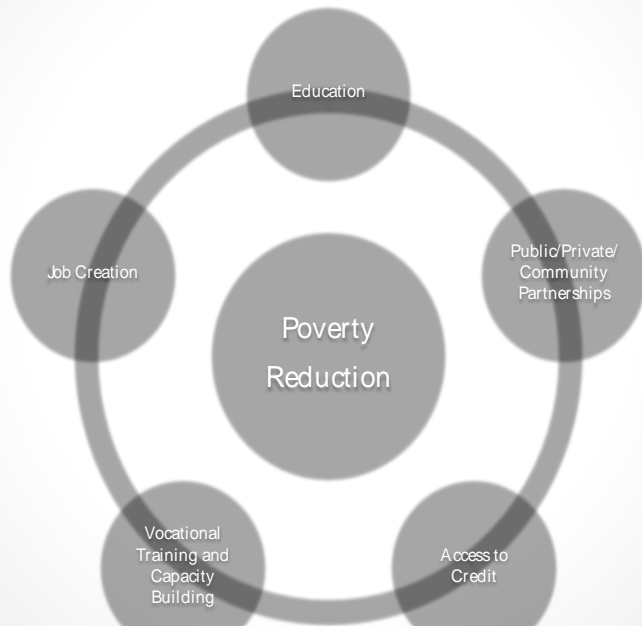 Education
Public/Private/
Community
Partnerships
Job Creation
Poverty
Reduction
Vocational
Training and
Capacity
Building
Access to
Credit